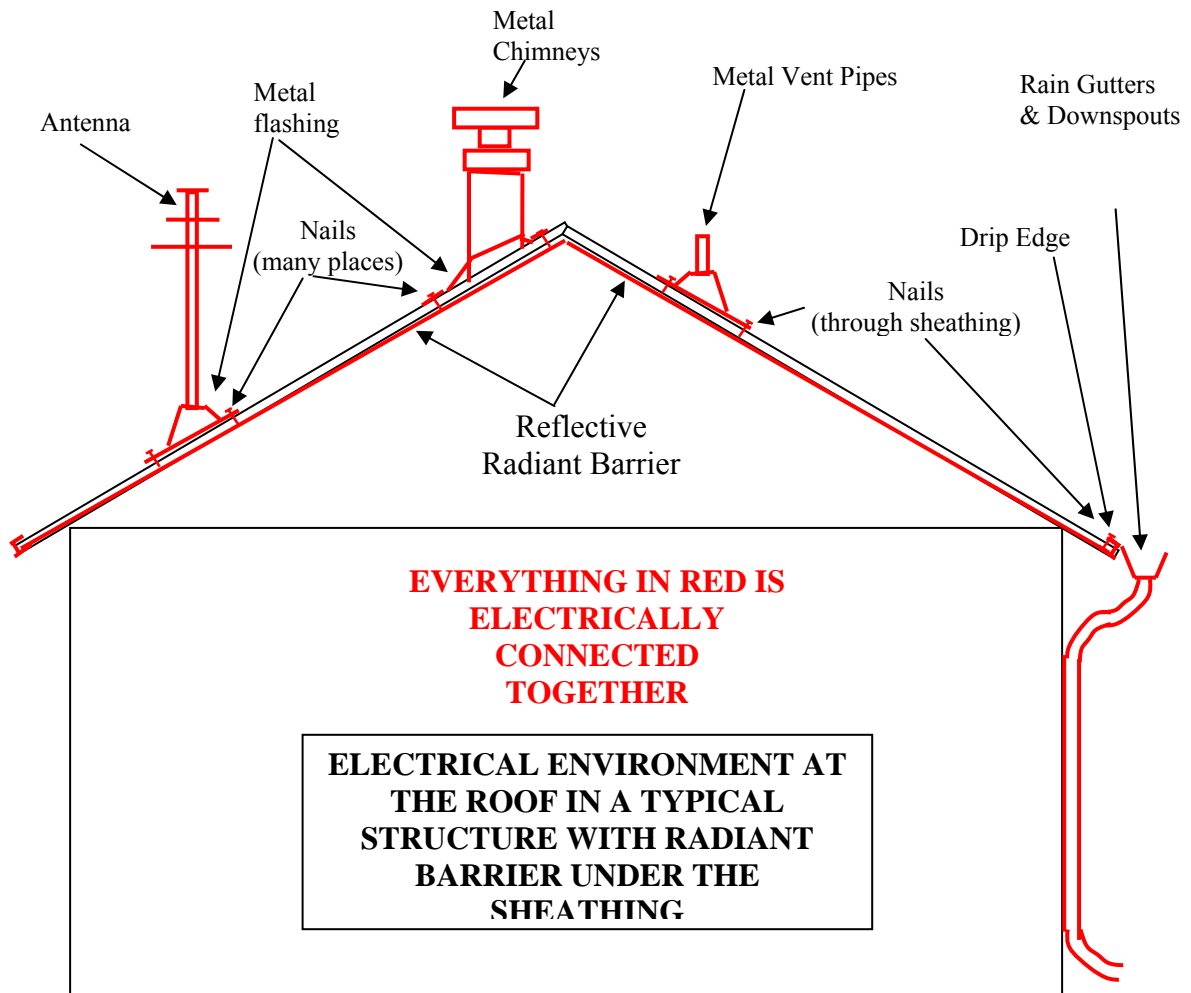 Metal
Chimneys
Metal Vent Pipes
Rain Gutters
& Downspouts
Antenna
Metal
flashing
Nails
(many places)
Drip Edge
Nails
(through sheathing)
Reflective
Radiant Barrier
EVERYTHING IN RED IS
ELECTRICALLY
CONNECTED
TOGETHER
ELECTRICAL ENVIRONMENT AT
THE ROOF IN A TYPICAL
STRUCTURE WITH RADIANT
BARRIER UNDER THE
SHEATHING